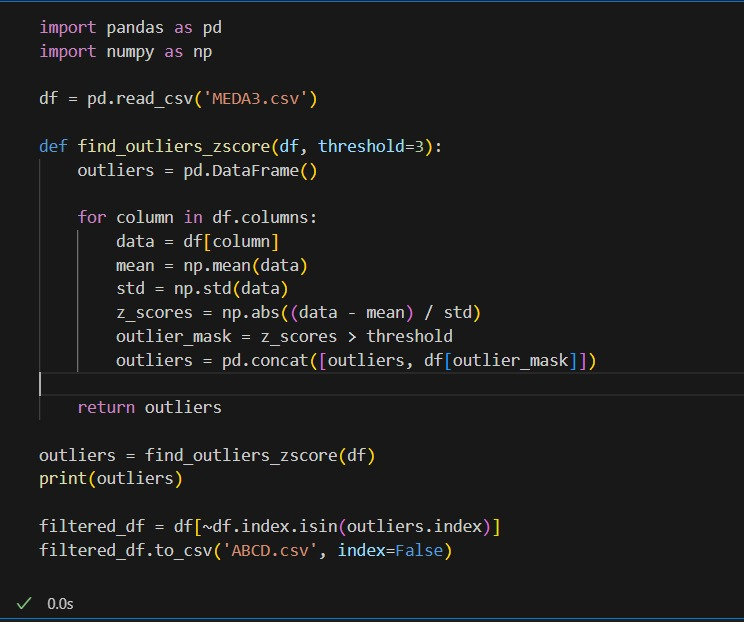 import pandas as pd
import numpy as np
df = pd.read_csv('MEDA3.csv')
def find_outliers_zscore(df, threshold=3):
outliers = pd.DataFrame()
for column in df.columns:
data = df[column]
mean = np.mean(data)
std = np.std(data)
z_scores = np.abs((data - mean) / std)
outlier_mask = z_scores > threshold
outliers = pd.concat([outliers, df[outlier_mask]])
return outliers
outliers = find_outliers_zscore(df)
print(outliers)
filtered_df = df[~df.index.isin(outliers.index)]
filtered_df.to_csv('ABCD.csv', index=False)
0.0s